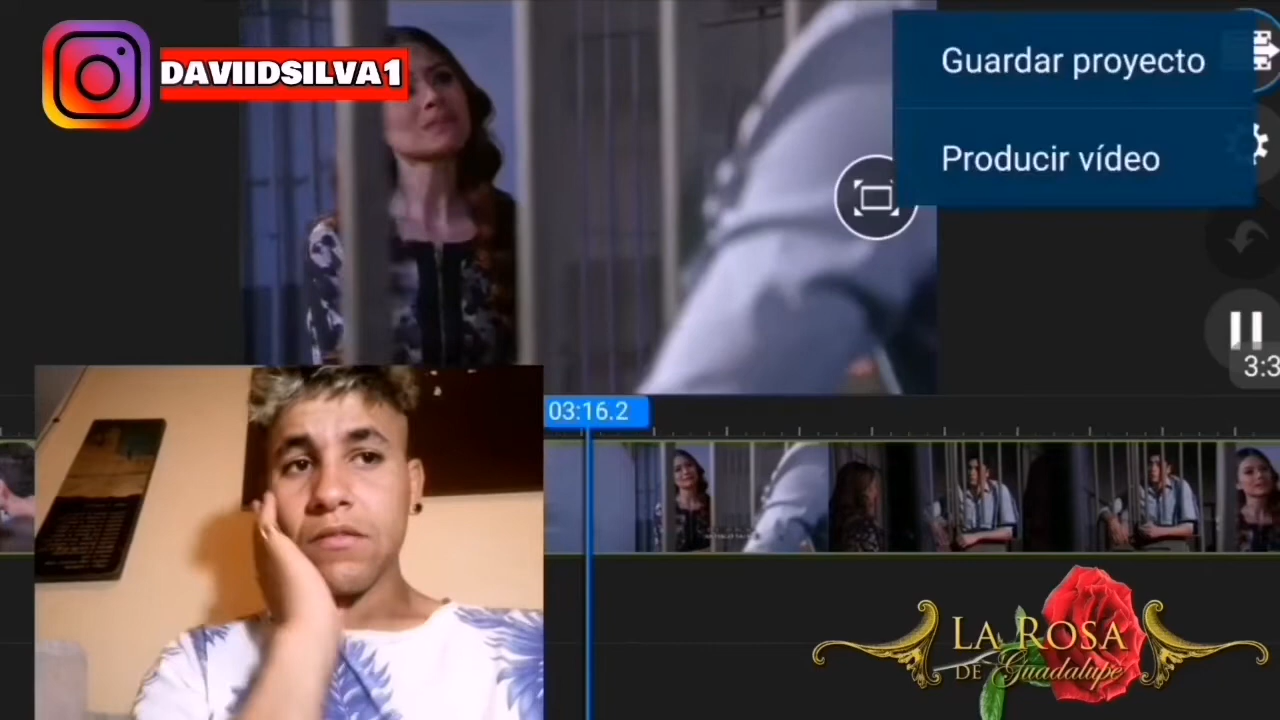 DAVIIDSILVA1
Guardar proyecto
Producir vídeo
3:3
03:16.2
LA ROSA
DE Guadalupe